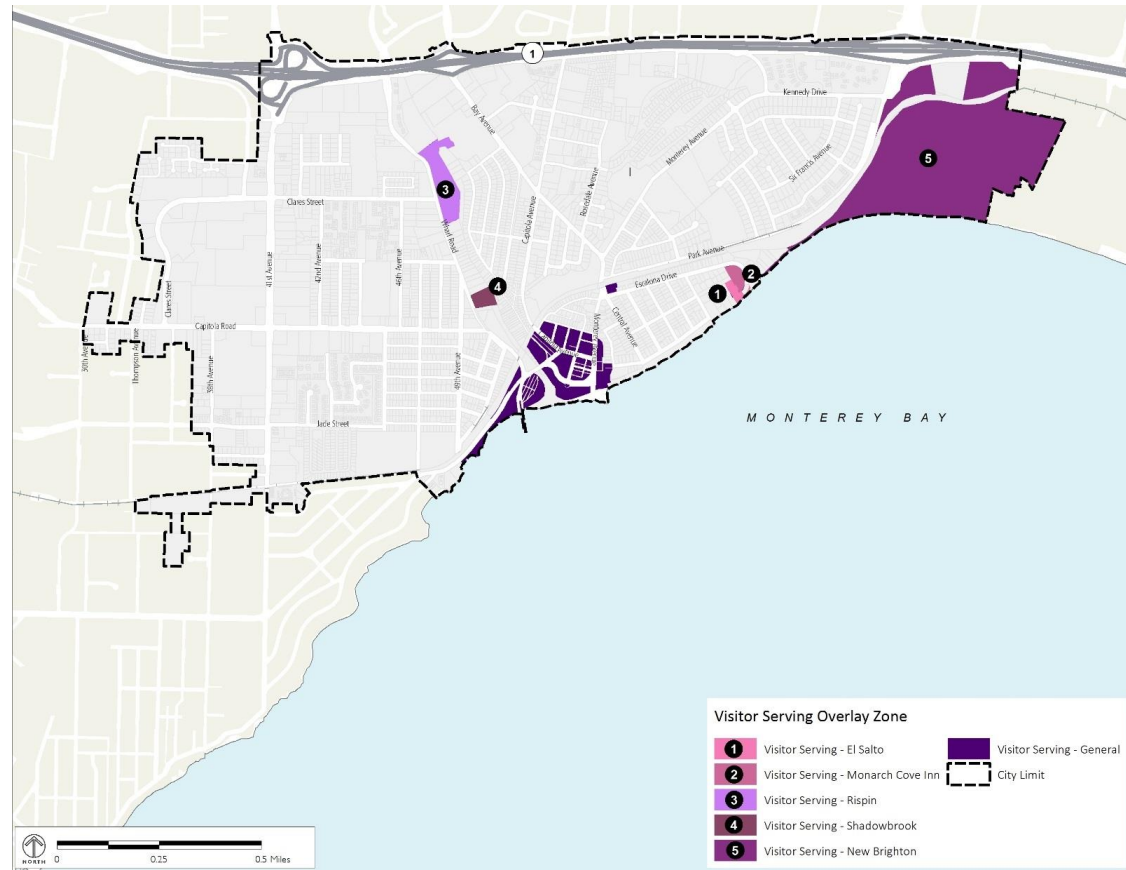 1
Kennedy Drive
Bay Avenue
Monterey Avenue
Sir Francis Avenue
Rosedale Avenue
5
3
Clares Street
Wharf Road
Capitola Avenue
41st Avenue
42nd Avenue
46th Avenue
Park Avenue
Escalona Drive
2
1
4
Clares Street
Central Avenue
Capitola Road
30th Avenue
Thompson Avenue
38th Avenue
49th Avenue
Jade Street
MONTEREY BAY
Visitor Serving Overlay Zone
1 Visitor Serving - El Salto
2 Visitor Serving - Monarch Cove Inn
3 Visitor Serving - Rispin
4 Visitor Serving - Shadowbrook
5 Visitor Serving - New Brighton
Visitor Serving - General
City Limit
NORTH
0 0.25 0.5 Miles